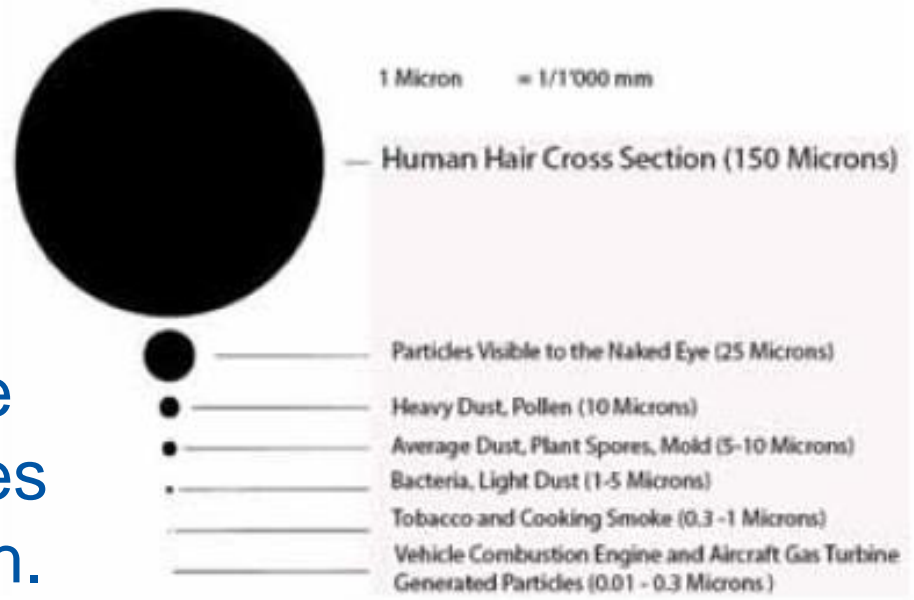 1 Micron = 1/1'000 mm
Human Hair Cross Section (150 Microns)
Particles Visible to the Naked Eye (25 Microns)
Heavy Dust, Pollen (10 Microns)
Average Dust, Plant Spores, Mold (5-10 Microns)
Bacteria, Light Dust (1-5 Microns)
Tobacco and Cooking Smoke (0.3 -1 Microns)
Vehicle Combustion Engine and Aircraft Gas Turbine
Generated Particles (0.01 - 0.3 Microns )
e
es
n.